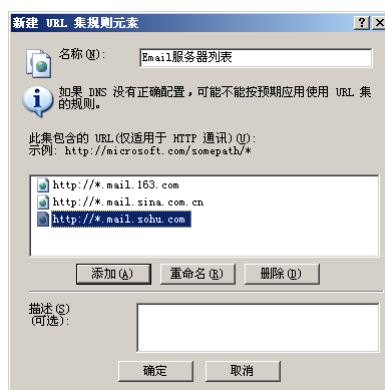 新建 URL 集规则元素
名称(N):
Email服务器列表
如果 DNS 没有正确配置，可能不能按预期应用使用 URL 集
的规则。
此集包含的 URL(仅适用于 HTTP 通讯)(U):
示例: http://microsoft.com/somepath/*
http://*.mail.163.com
http://*.mail.sina.com.cn
http://*.mail.sohu.com
添加(A)
重命名(R)
删除(D)
描述(S)
(可选):
确定
取消